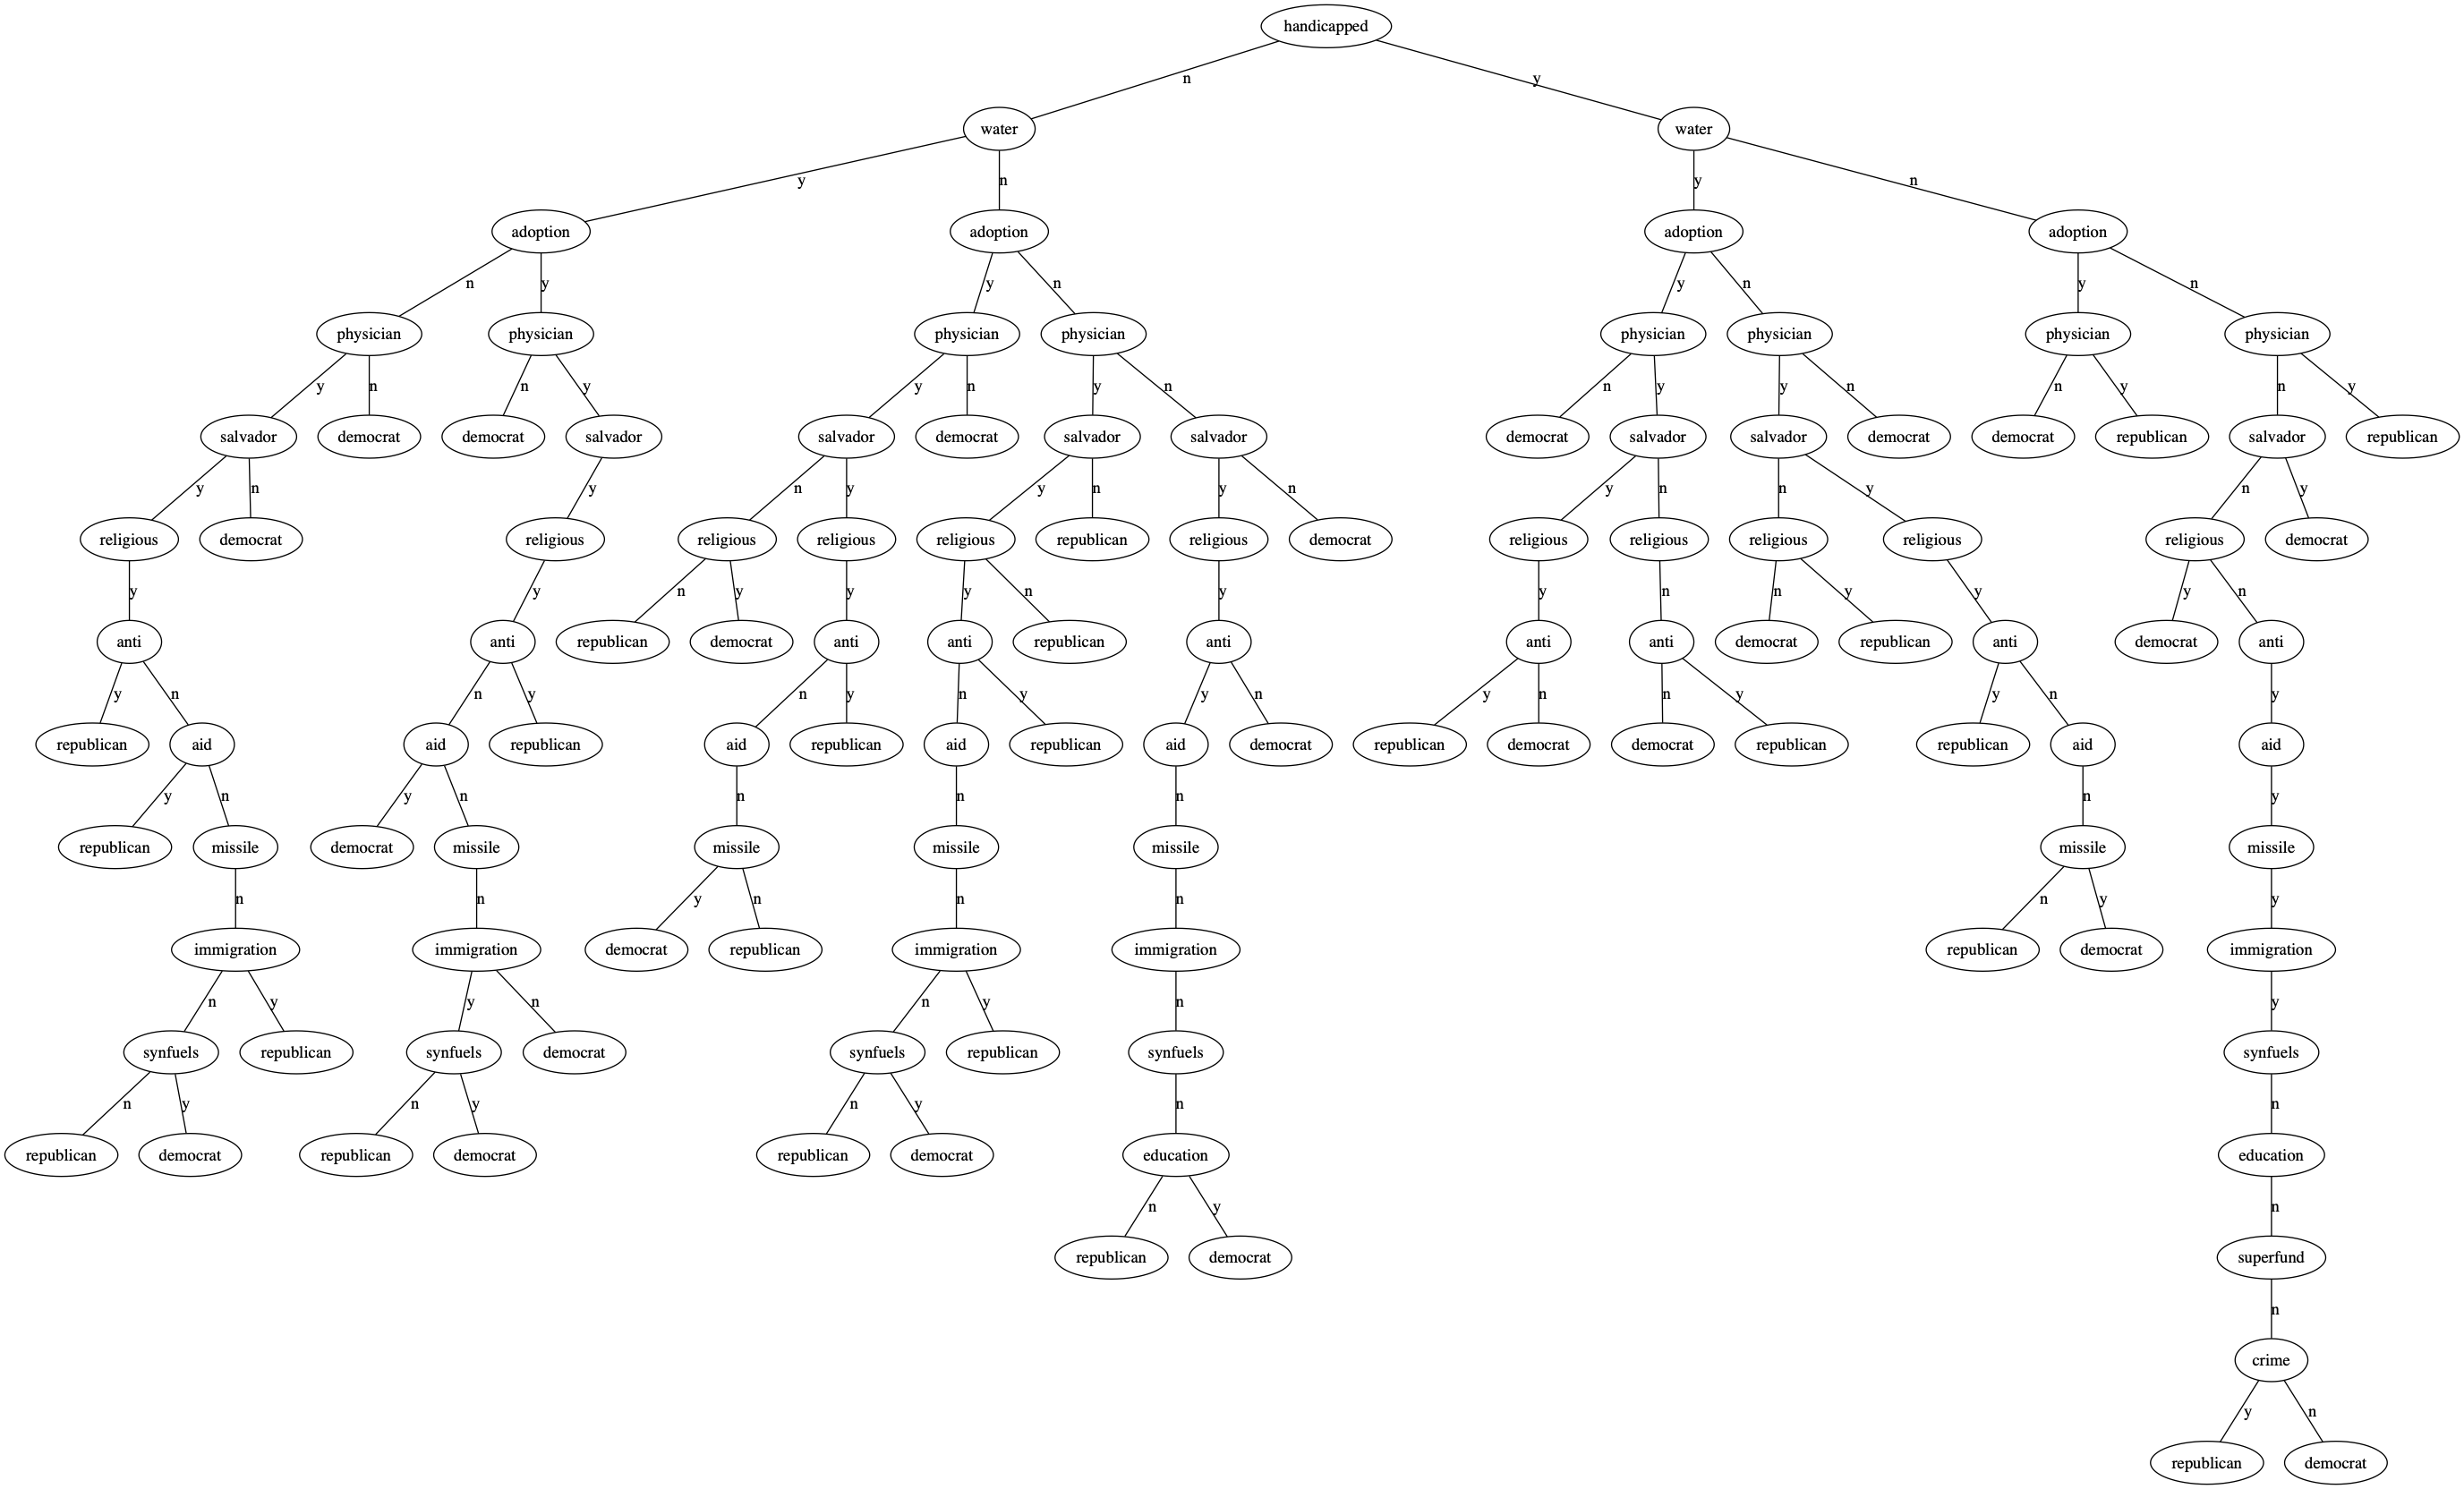 handicapped
n y
water water
y n y n
adoption adoption adoption adoption
n y y n y n y n
physician physician physician physician physician physician physician physician
y n n y y n y n n y y n n y n y
salvador democrat democrat salvador salvador democrat salvador salvador democrat salvador salvador democrat democrat republican salvador republican
y n y n y y n y n y n n y n y
religious democrat religious religious religious religious republican religious democrat religious religious religious religious religious democrat
y y n y y y n y y n n y y y n
anti anti republican democrat anti anti republican anti anti anti democrat republican anti democrat anti
y n n y n y n y y n y n n y y n y
republican aid aid republican aid republican aid republican aid democrat republican democrat democrat republican republican aid aid
y n y n n n n n y
republican missile democrat missile missile missile missile missile missile
n n y n n n n y y
immigration immigration democrat republican immigration immigration republican democrat immigration
n y y n n y n y
synfuels republican synfuels democrat synfuels republican synfuels synfuels
n y n y n y n n
republican democrat republican democrat republican democrat education education
n y n
republican democrat superfund
n
crime
y n
republican democrat